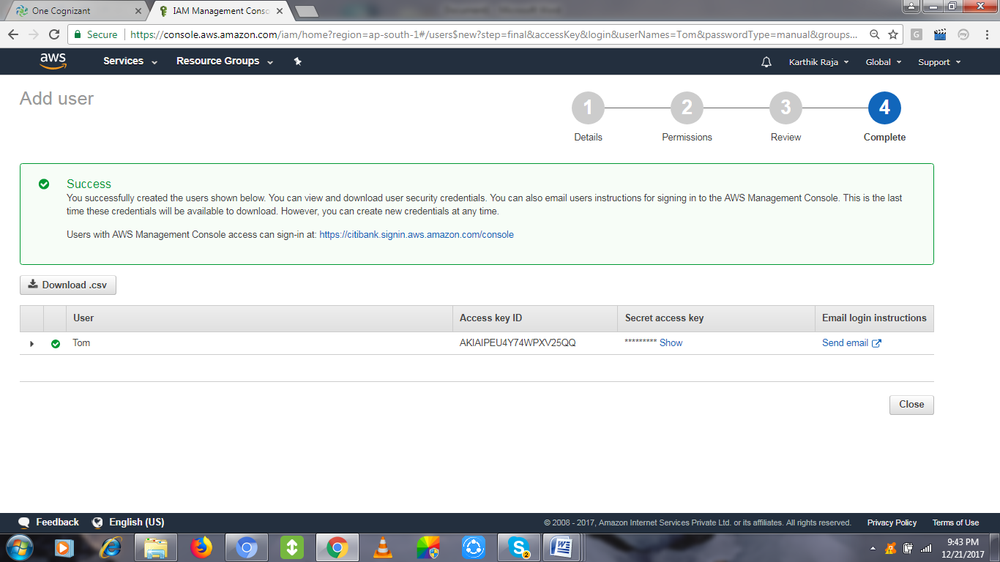 One Cognizant
IAM Management Conso
Secure
https://console.aws.amazon.com/iam/home?region=ap-south-1#/users$new?step=final&accessKey&login&userNames=Tom&passwordType=manual&groups...
G
my
aws
Services
Resource Groups
Karthik Raja
Global
Support
Add user
1
2
3
4
Details
Permissions
Review
Complete
Success
You successfully created the users shown below. You can view and download user security credentials. You can also email users instructions for signing in to the AWS Management Console. This is the last
time these credentials will be available to download. However, you can create new credentials at any time.
Users with AWS Management Console access can sign-in at: https://citibank.signin.aws.amazon.com/console
Download .csv
User
Access key ID
Secret access key
Email login instructions
Tom
AKIAIPEU4Y74WPXV25QQ
********* Show
Send email
Close
Feedback
English (US)
© 2008 - 2017, Amazon Internet Services Private Ltd. or its affiliates. All rights reserved.
Privacy Policy
Terms of Use
S
2
W
9:43 PM
12/21/2017